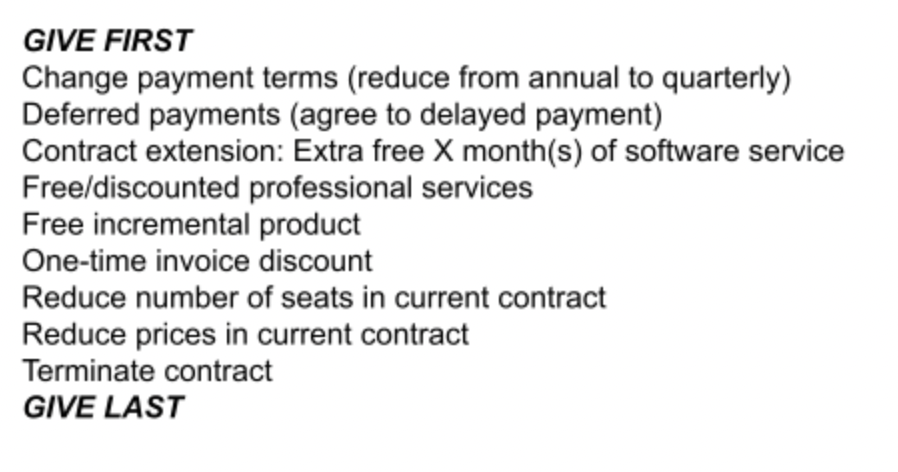 GIVE FIRST
Change payment terms (reduce from annual to quarterly)
Deferred payments (agree to delayed payment)
Contract extension: Extra free X month(s) of software service
Free/discounted professional services
Free incremental product
One-time invoice discount
Reduce number of seats in current contract
Reduce prices in current contract
Terminate contract
GIVE LAST